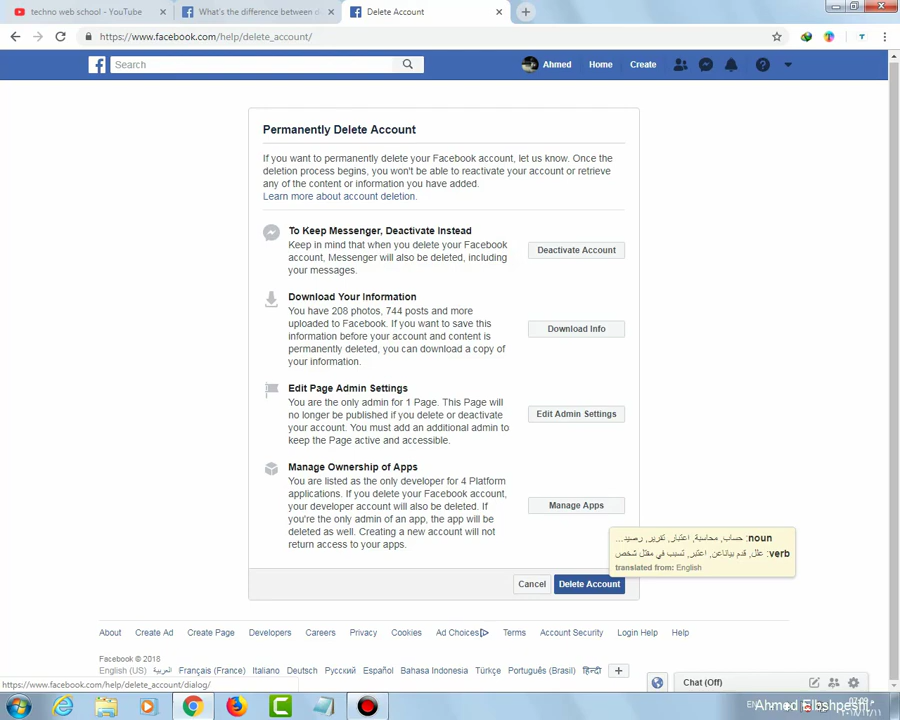 techno web school - YouTube
What's the difference between d
Delete Account
https://www.facebook.com/help/delete_account/
Search
Ahmed
Home
Create
Permanently Delete Account
If you want to permanently delete your Facebook account, let us know. Once the
deletion process begins, you won't be able to reactivate your account or retrieve
any of the content or information you have added.
Learn more about account deletion.
To Keep Messenger, Deactivate Instead
Keep in mind that when you delete your Facebook
account, Messenger will also be deleted, including
your messages.
Deactivate Account
Download Your Information
You have 208 photos, 744 posts and more
uploaded to Facebook. If you want to save this
information before your account and content is
permanently deleted, you can download a copy of
your information.
Download Info
Edit Page Admin Settings
You are the only admin for 1 Page. This Page will
no longer be published if you delete or deactivate
your account. You must add an additional admin to
keep the Page active and accessible.
Edit Admin Settings
Manage Ownership of Apps
You are listed as the only developer for 4 Platform
applications. If you delete your Facebook account,
your developer account will also be deleted. If
you're the only admin of an app, the app will be
deleted as well. Creating a new account will not
return access to your apps.
Manage Apps
noun: حساب, محاسبة, اعتبار, تقرير, رصيد...
verb: علل, قدم بياناعن, اعتبر, تسبب في مقتل شخص
translated from: English
Cancel
Delete Account
About Create Ad Create Page Developers Careers Privacy Cookies Ad Choices Terms Account Security Login Help Help
Facebook © 2018
English (US) العربية Français (France) Italiano Deutsch Русский Español Bahasa Indonesia Türkçe Português (Brasil) हिन्दी
https://www.facebook.com/help/delete_account/dialog/
Chat (Off)
Ahmed Elbshpeshi